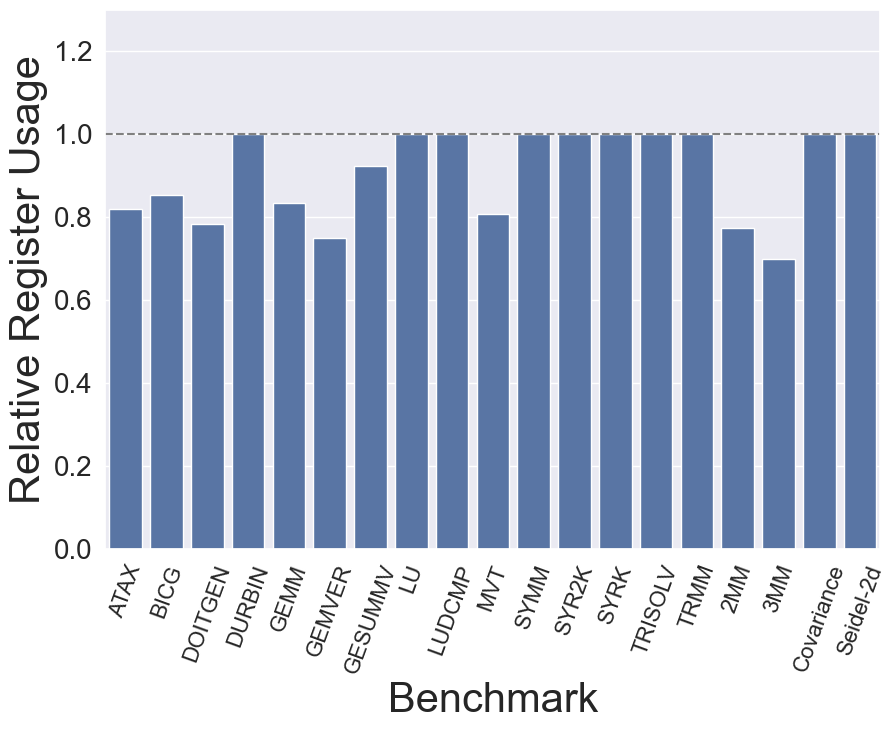 Relative Register Usage
1.2
1.0
0.8
0.6
0.4
0.2
0.0
ATAX
BICG
DOITGEN
DURBIN
GEMM
GEMVER
GESUMMV
LU
LUDCMP
MVT
SYMM
SYR2K
SYRK
TRISOLV
TRMM
2MM
3MM
Covariance
Seidel-2d
Benchmark